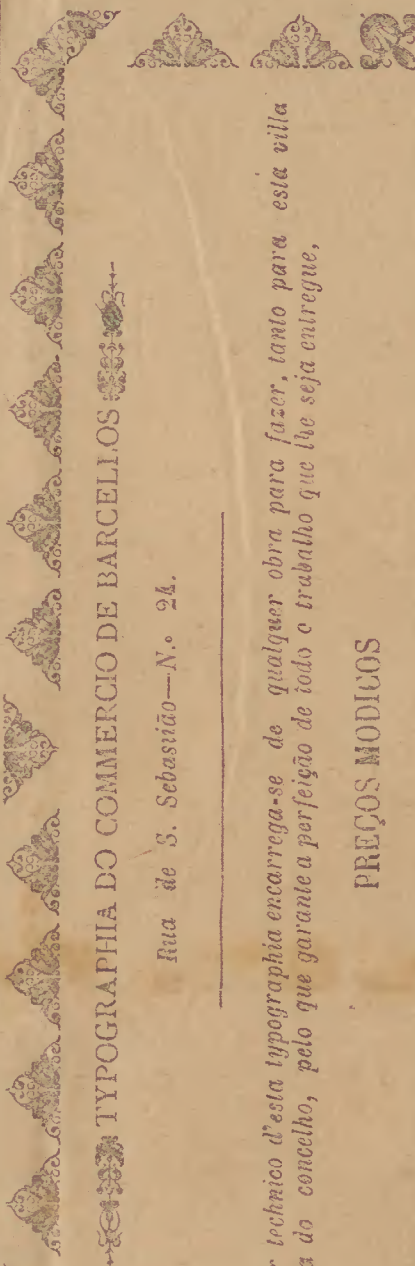 TYPOGRAPHIA DO COMMERCIO DE BARCELLOS
Rua de S. Sebastião—N.º 24.
technico d'esta typographia encarrega-se de qualquer obra para fazer, tanto para esta villa
do concelho, pelo que garante a perfeição de todo o trabalho que lhe seja entregue,
PREÇOS MODICOS